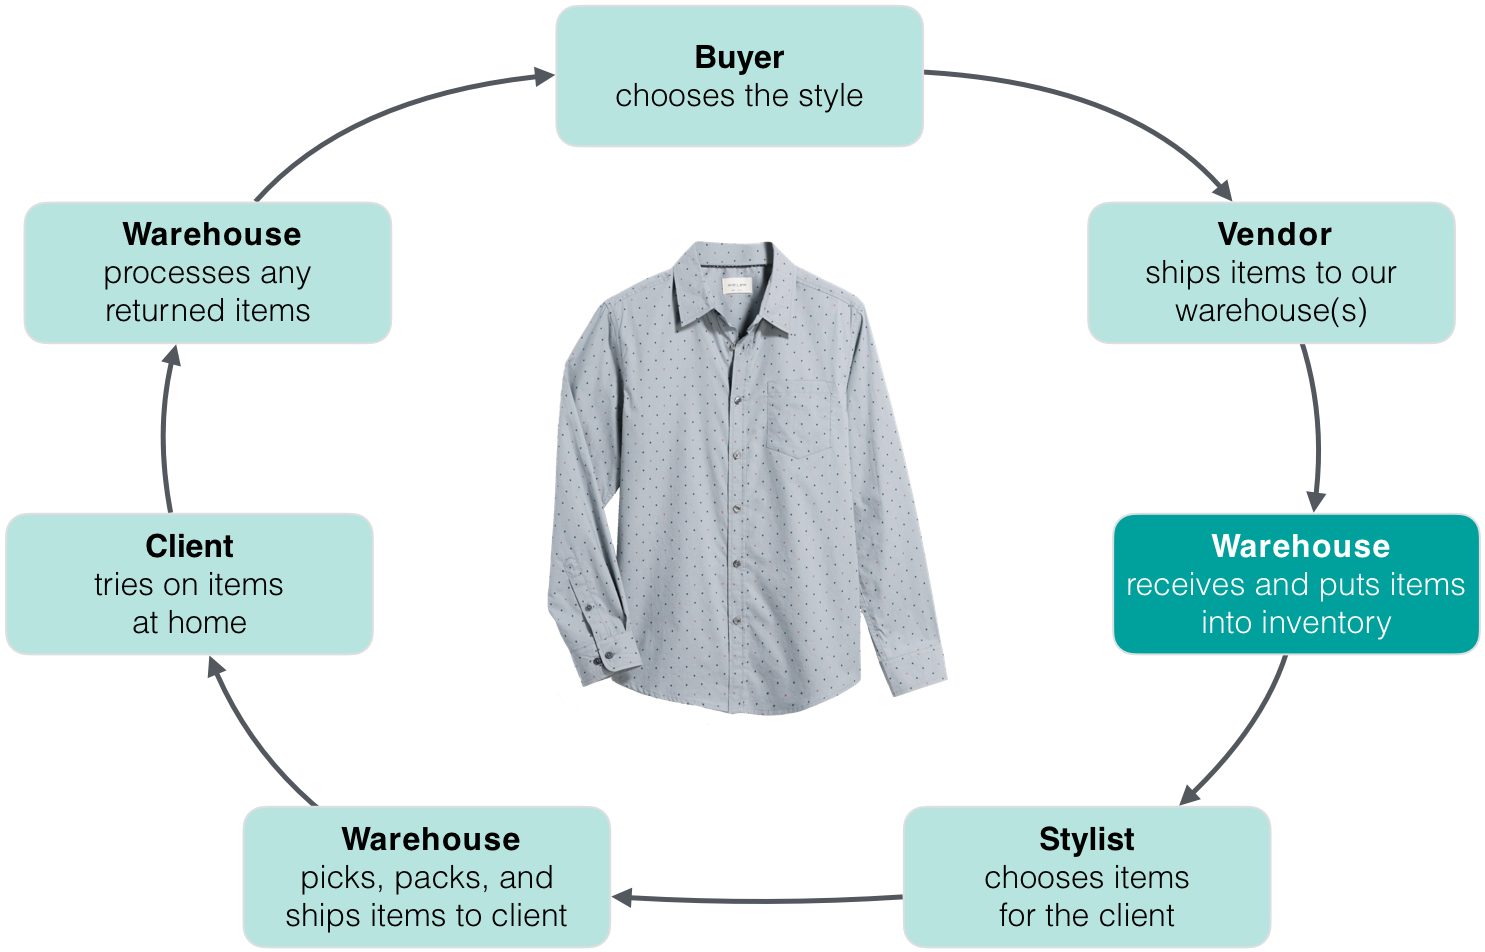 Buyer
chooses the style
Vendor
ships items to our
warehouse(s)
Warehouse
receives and puts items
into inventory
Stylist
chooses items
for the client
Warehouse
picks, packs, and
ships items to client
Client
tries on items
at home
Warehouse
processes any
returned items